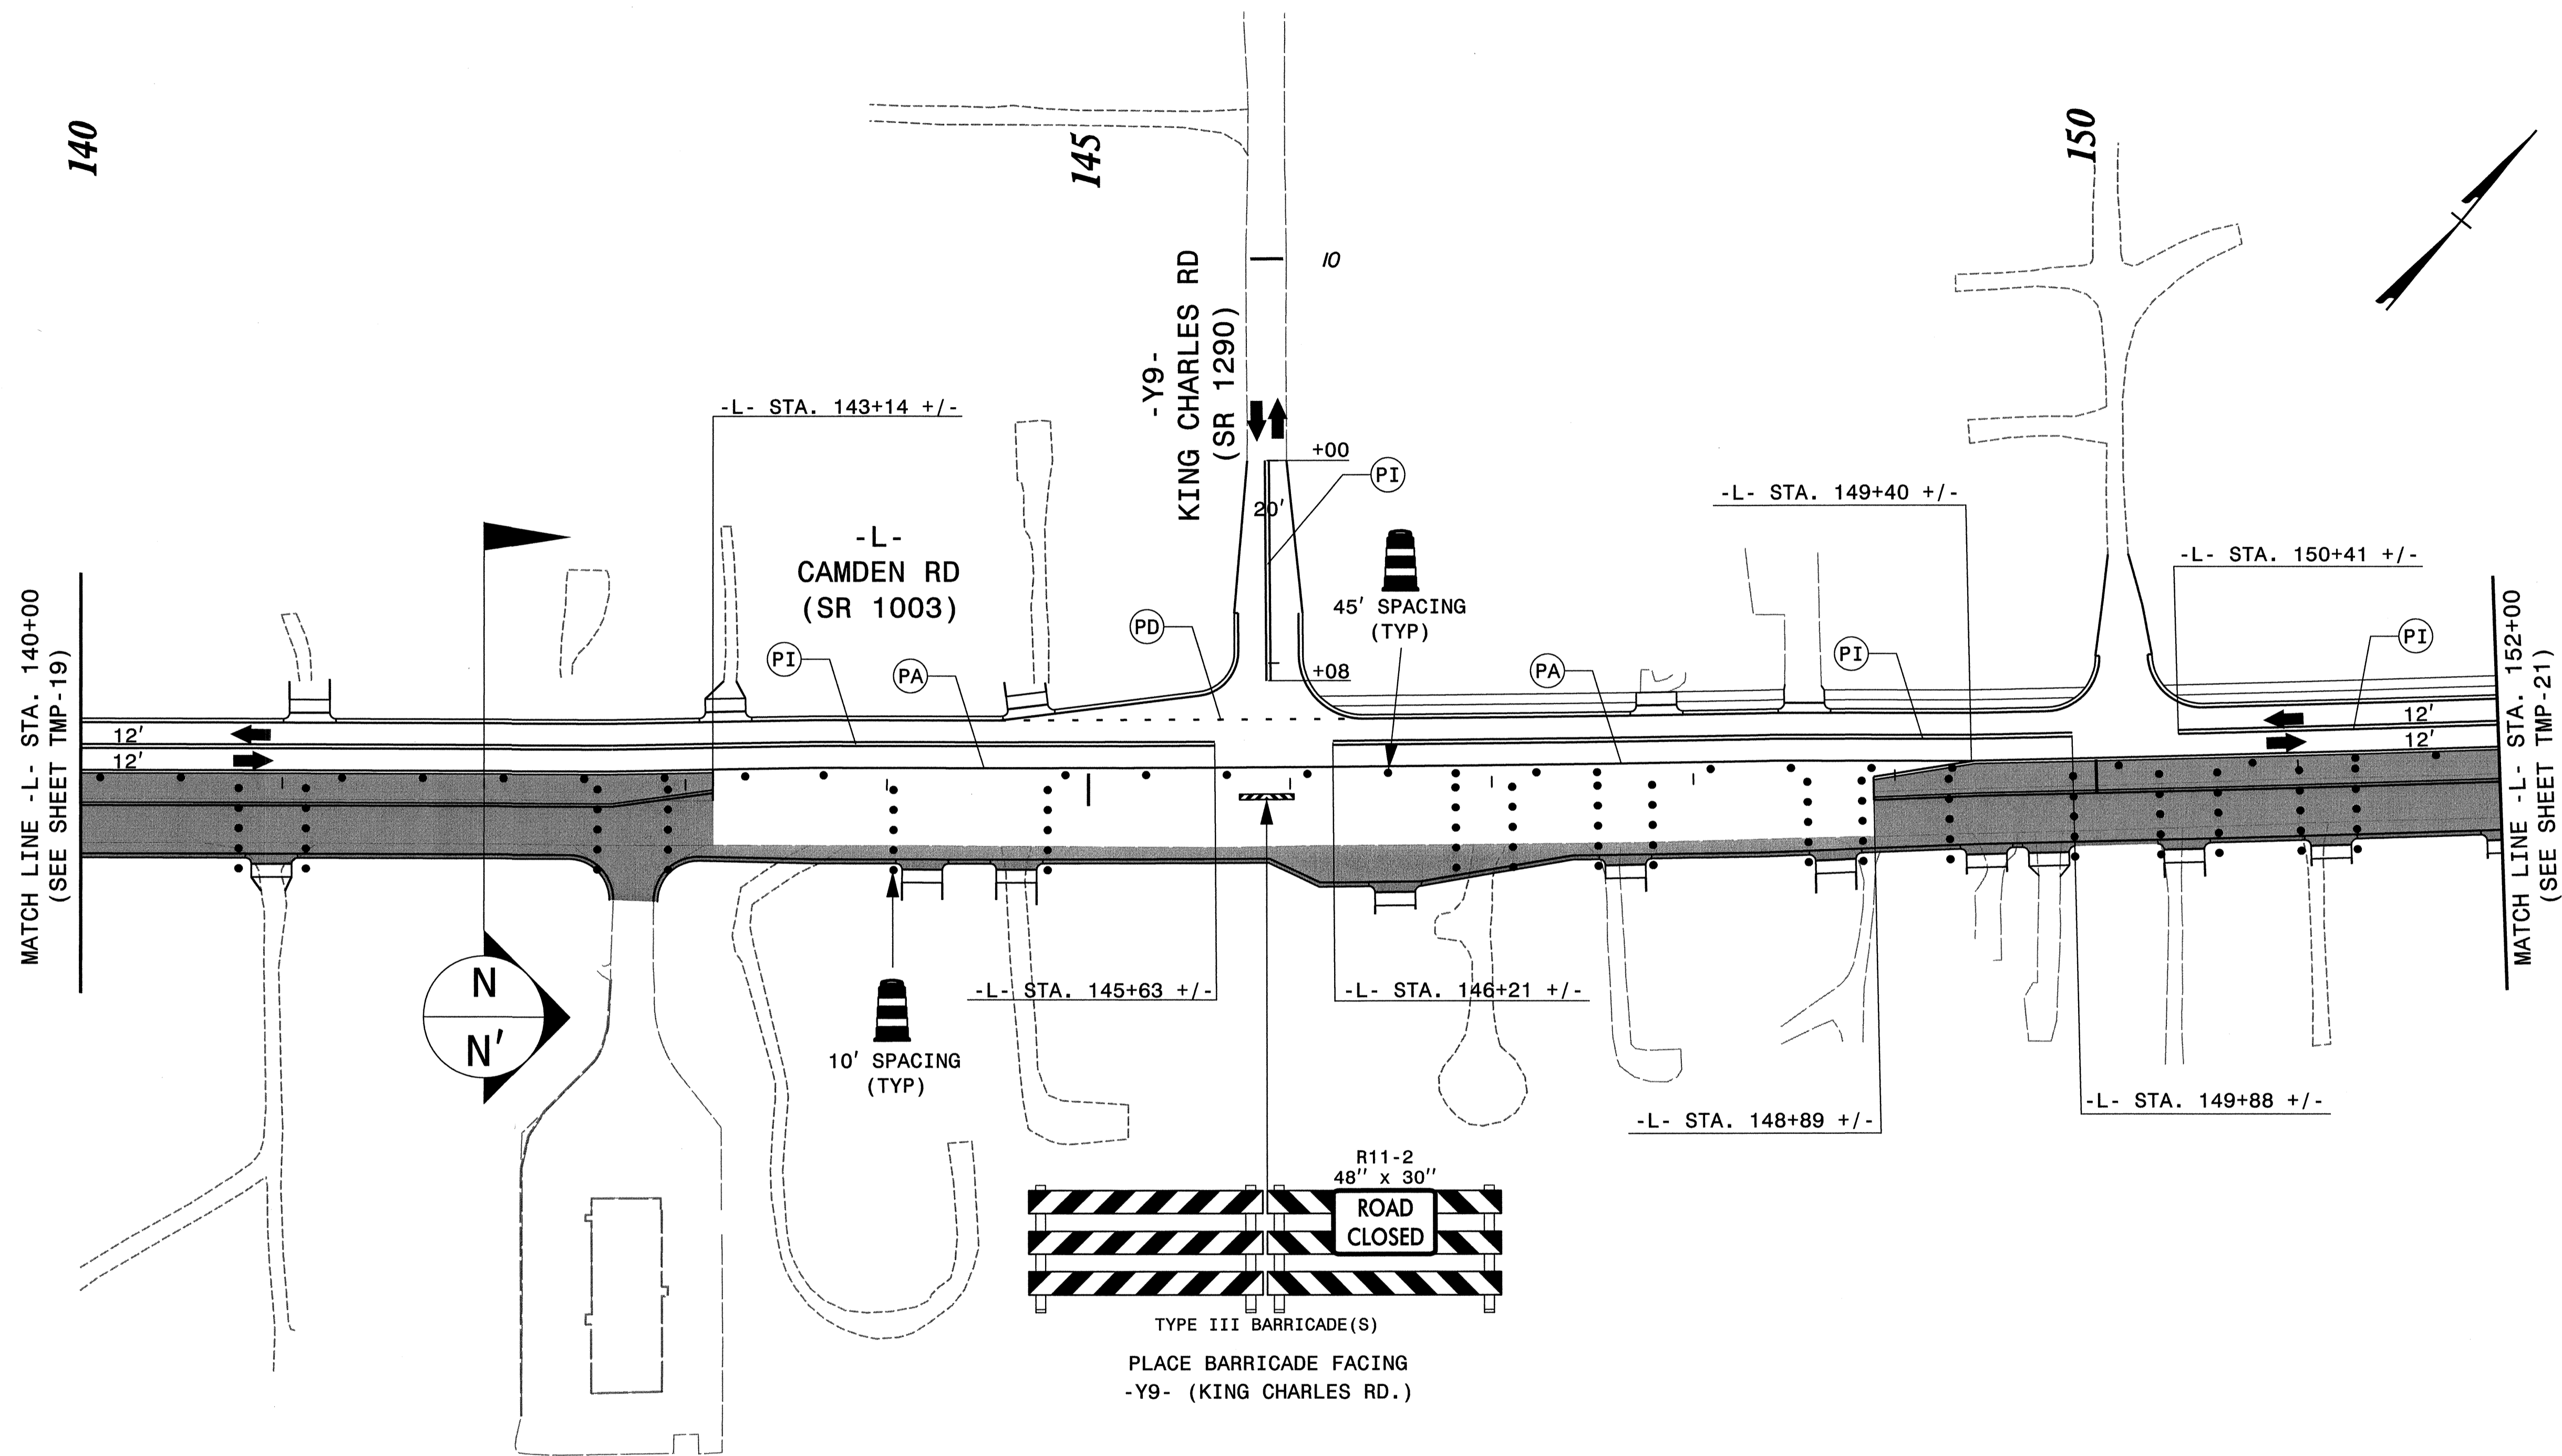 140
145
150
10
-Y9-
KING CHARLES RD
(SR 1290)
-L- STA. 143+14 +/-
+00
PI
20'
-L- STA. 149+40 +/-
-L-
CAMDEN RD
(SR 1003)
-L- STA. 150+41 +/-
45' SPACING
(TYP)
PD
PI
PA
+08
PA
PI
PI
MATCH LINE -L- STA. 140+00
(SEE SHEET TMP-19)
12'
12'
12'
12'
MATCH LINE -L- STA. 152+00
(SEE SHEET TMP-21)
N
N'
-L- STA. 145+63 +/-
-L- STA. 146+21 +/-
10' SPACING
(TYP)
-L- STA. 148+89 +/-
-L- STA. 149+88 +/-
R11-2
48'' x 30''
ROAD
CLOSED
TYPE III BARRICADE(S)
PLACE BARRICADE FACING
-Y9- (KING CHARLES RD.)